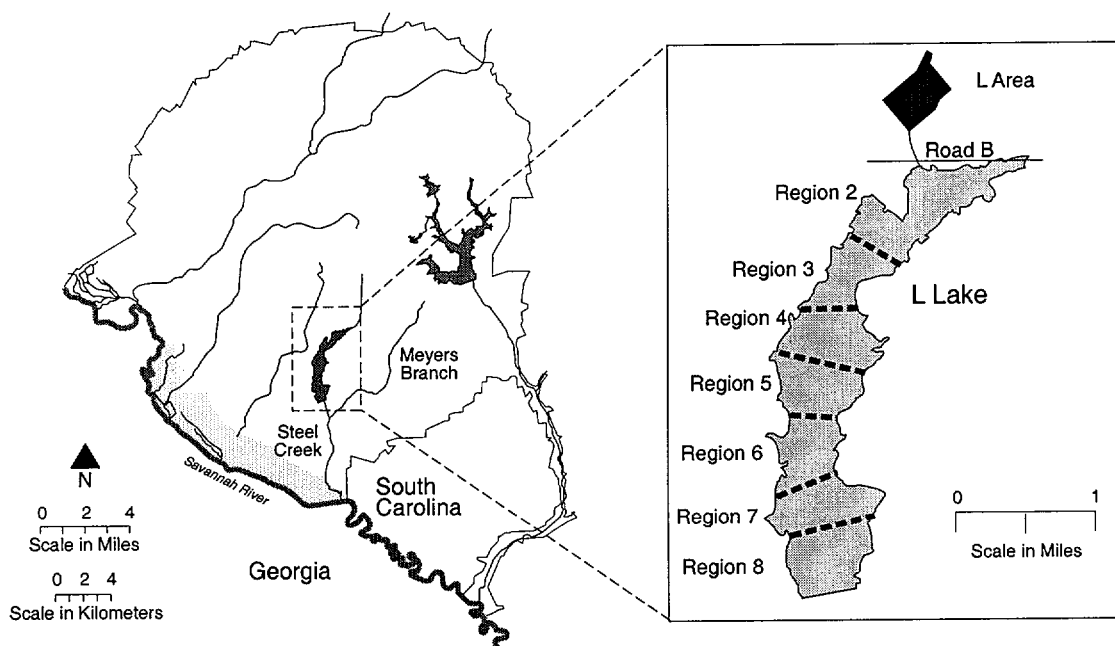 Meyers
Branch
Steel
Creek
N
Savannah River
South
Carolina
Georgia
0 2 4
Scale in Miles
0 2 4
Scale in Kilometers
L Area
Road B
Region 2
Region 3
L Lake
Region 4
Region 5
Region 6
Region 7
Region 8
0 1
Scale in Miles